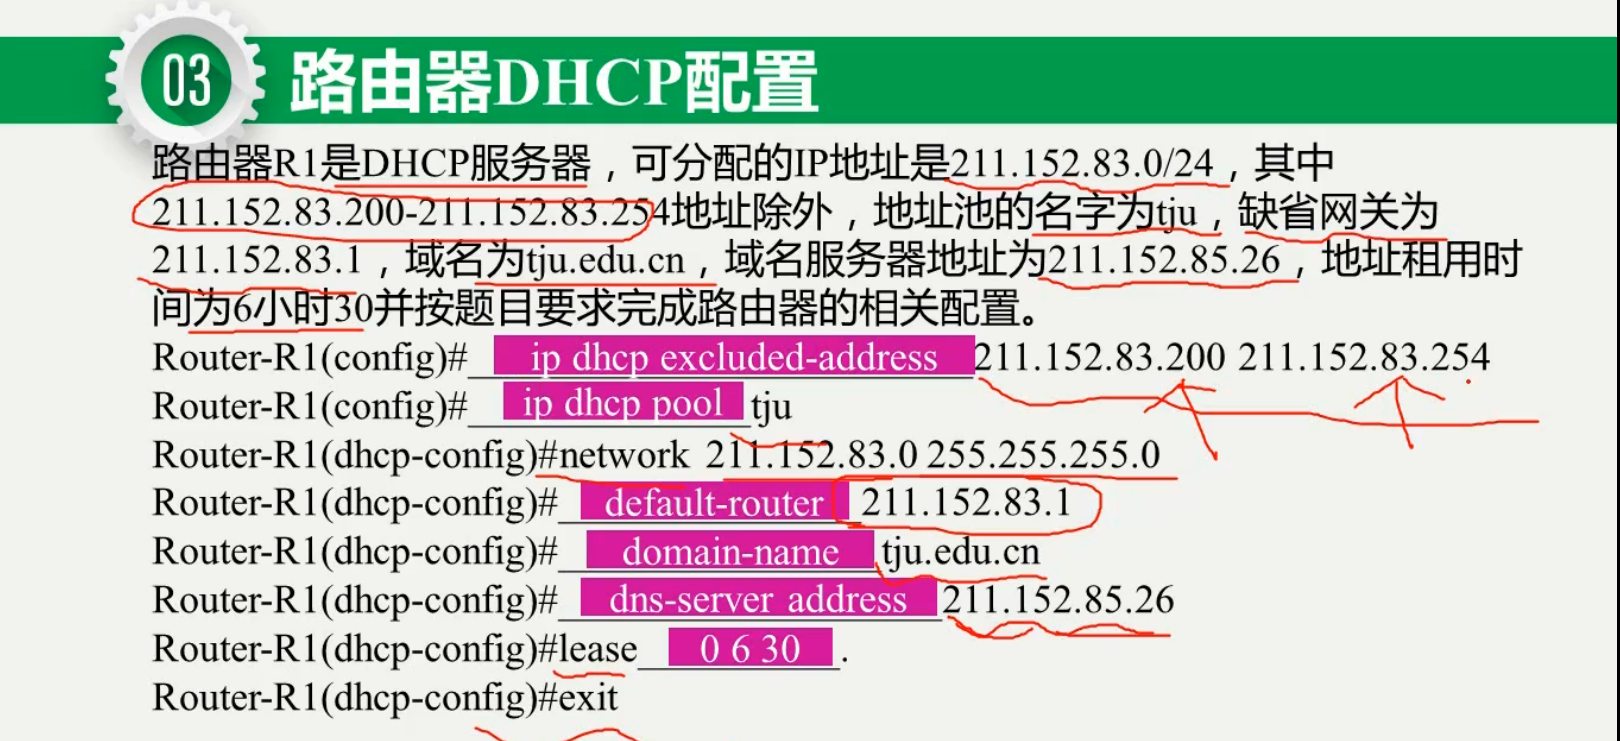 03 路由器DHCP配置
路由器R1是DHCP服务器，可分配的IP地址是211.152.83.0/24，其中
211.152.83.200-211.152.83.254地址除外，地址池的名字为tju，缺省网关为
211.152.83.1，域名为tju.edu.cn，域名服务器地址为211.152.85.26，地址租用时
间为6小时30并按题目要求完成路由器的相关配置。
Router-R1(config)# ip dhcp excluded-address 211.152.83.200 211.152.83.254
Router-R1(config)# ip dhcp pool tju
Router-R1(dhcp-config)#network 211.152.83.0 255.255.255.0
Router-R1(dhcp-config)# default-router 211.152.83.1
Router-R1(dhcp-config)# domain-name tju.edu.cn
Router-R1(dhcp-config)# dns-server address 211.152.85.26
Router-R1(dhcp-config)#lease 0 6 30 .
Router-R1(dhcp-config)#exit